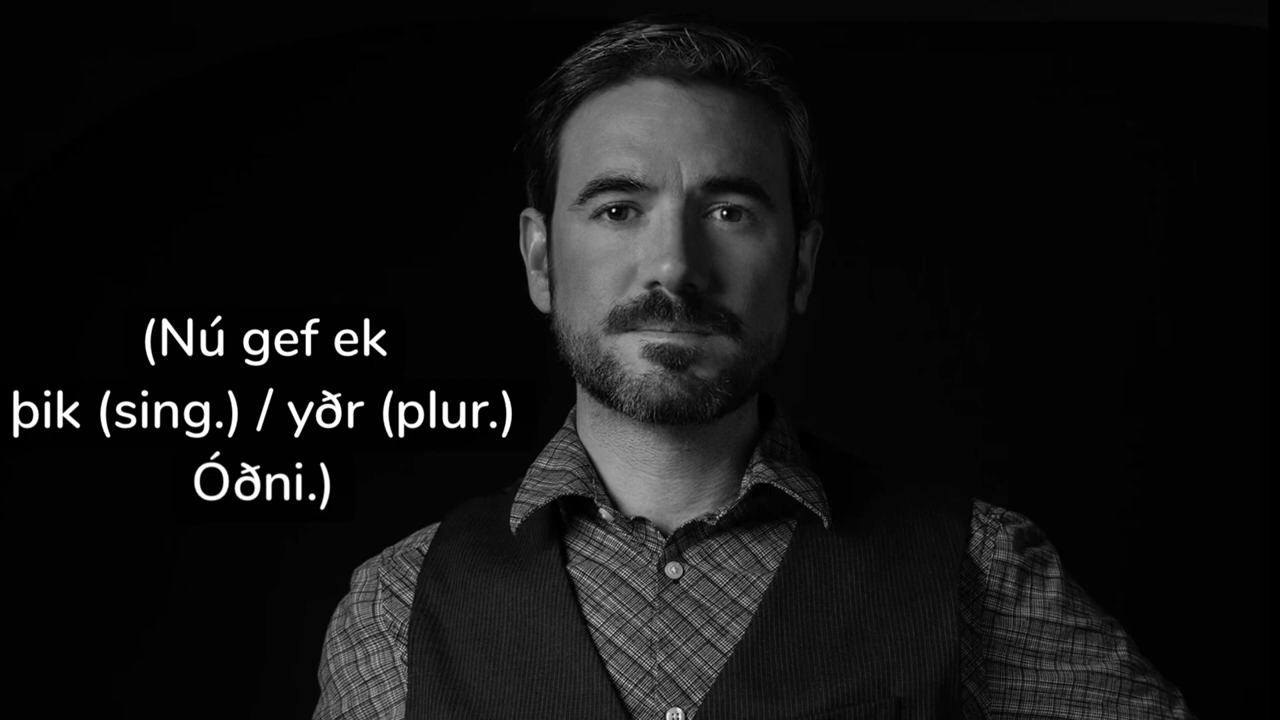 (Nú gef ek
þik (sing.) / yðr (plur.)
Óðni.)